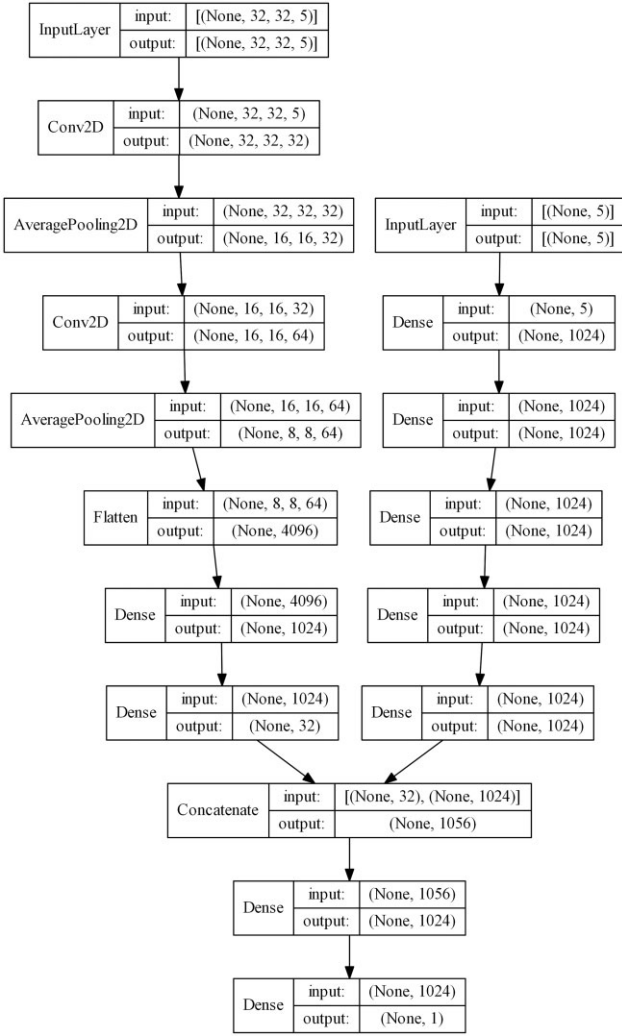 InputLayer
input: [(None, 32, 32, 5)]
output: [(None, 32, 32, 5)]
Conv2D
input: (None, 32, 32, 5)
output: (None, 32, 32, 32)
AveragePooling2D
input: (None, 32, 32, 32)
output: (None, 16, 16, 32)
Conv2D
input: (None, 16, 16, 32)
output: (None, 16, 16, 64)
AveragePooling2D
input: (None, 16, 16, 64)
output: (None, 8, 8, 64)
Flatten
input: (None, 8, 8, 64)
output: (None, 4096)
Dense
input: (None, 4096)
output: (None, 1024)
Dense
input: (None, 1024)
output: (None, 32)
InputLayer
input: [(None, 5)]
output: [(None, 5)]
Dense
input: (None, 5)
output: (None, 1024)
Dense
input: (None, 1024)
output: (None, 1024)
Dense
input: (None, 1024)
output: (None, 1024)
Dense
input: (None, 1024)
output: (None, 1024)
Dense
input: (None, 1024)
output: (None, 1024)
Concatenate
input: [(None, 32), (None, 1024)]
output: (None, 1056)
Dense
input: (None, 1056)
output: (None, 1024)
Dense
input: (None, 1024)
output: (None, 1)